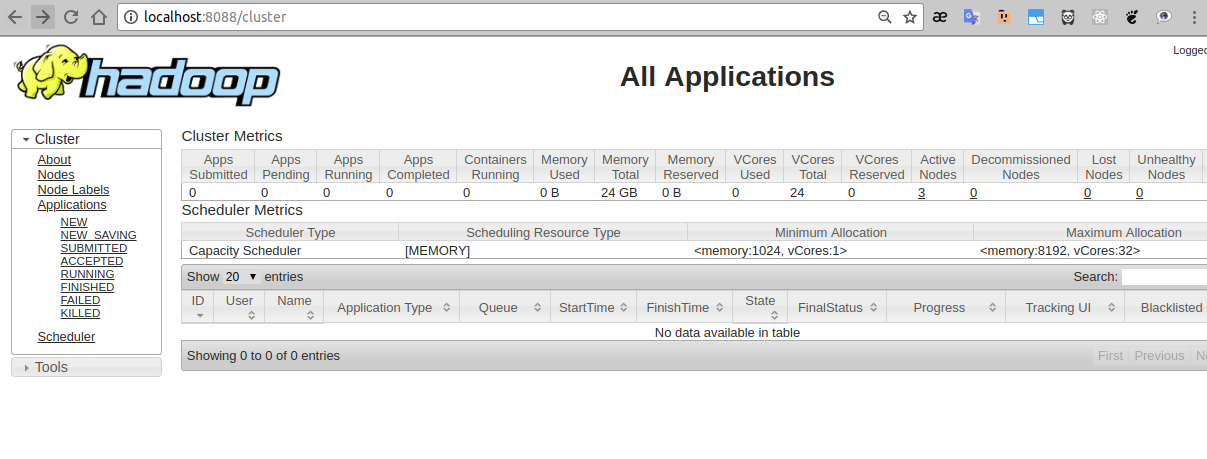 localhost:8088/cluster
Logged
hadoop
All Applications
Cluster
About
Nodes
Node Labels
Applications
NEW
NEW_SAVING
SUBMITTED
ACCEPTED
RUNNING
FINISHED
FAILED
KILLED
Scheduler
Tools
Cluster Metrics
Apps Submitted Apps Pending Apps Running Apps Completed Containers Running Memory Used Memory Total Memory Reserved VCores Used VCores Total VCores Reserved Active Nodes Decommissioned Nodes Lost Nodes Unhealthy Nodes
0 0 0 0 0 0 B 24 GB 0 B 0 24 0 3 0 0 0
Scheduler Metrics
Scheduler Type Scheduling Resource Type Minimum Allocation Maximum Allocation
Capacity Scheduler [MEMORY] <memory:1024, vCores:1> <memory:8192, vCores:32>
Show 20 entries Search:
ID User Name Application Type Queue StartTime FinishTime State FinalStatus Progress Tracking UI Blacklisted
No data available in table
Showing 0 to 0 of 0 entries First Previous